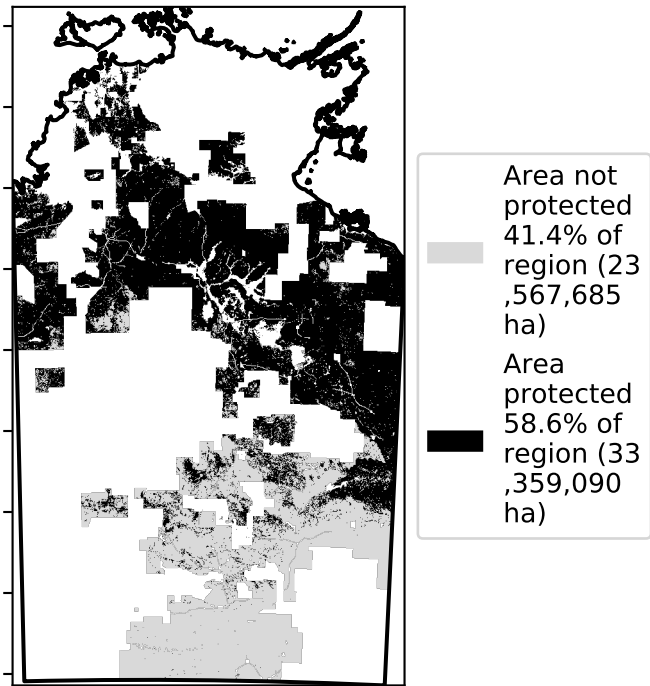 Area not
protected
41.4% of
region (23
,567,685
ha)
Area
protected
58.6% of
region (33
,359,090
ha)